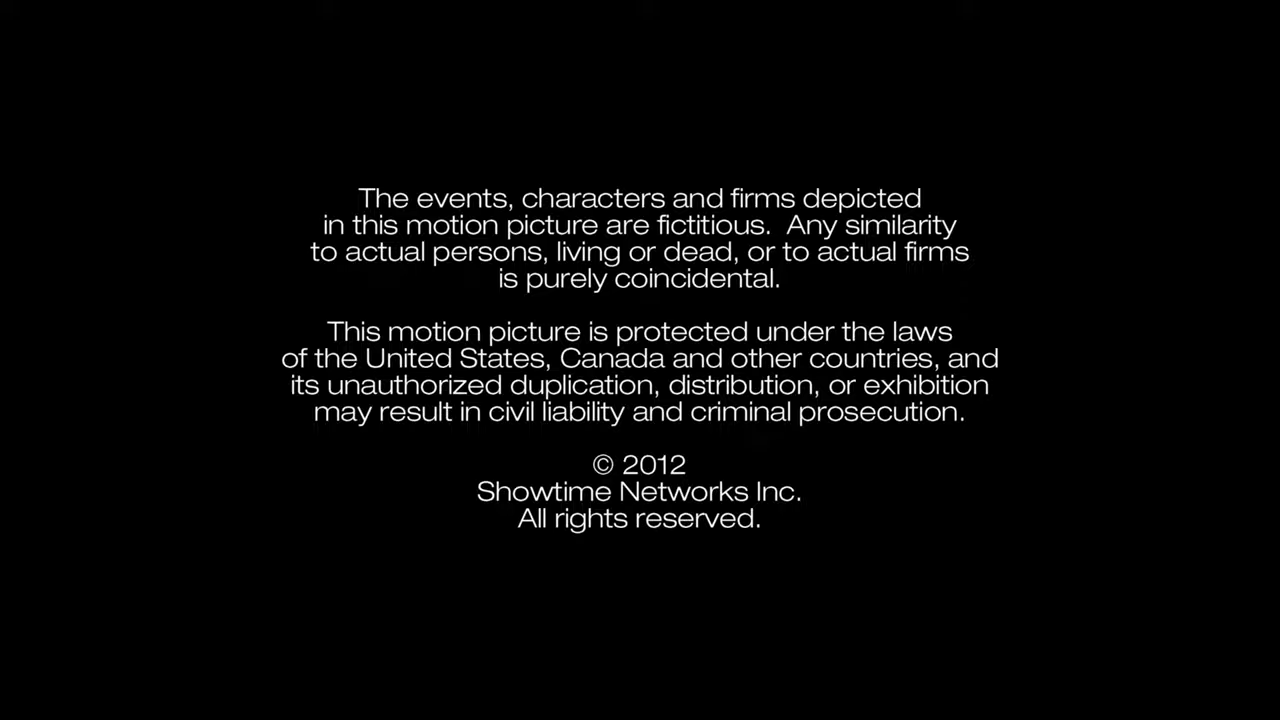 The events, characters and firms depicted
in this motion picture are fictitious.  Any similarity
to actual persons, living or dead, or to actual firms
is purely coincidental.
This motion picture is protected under the laws
of the United States, Canada and other countries, and
its unauthorized duplication, distribution, or exhibition
may result in civil liability and criminal prosecution.
© 2012
Showtime Networks Inc.
All rights reserved.